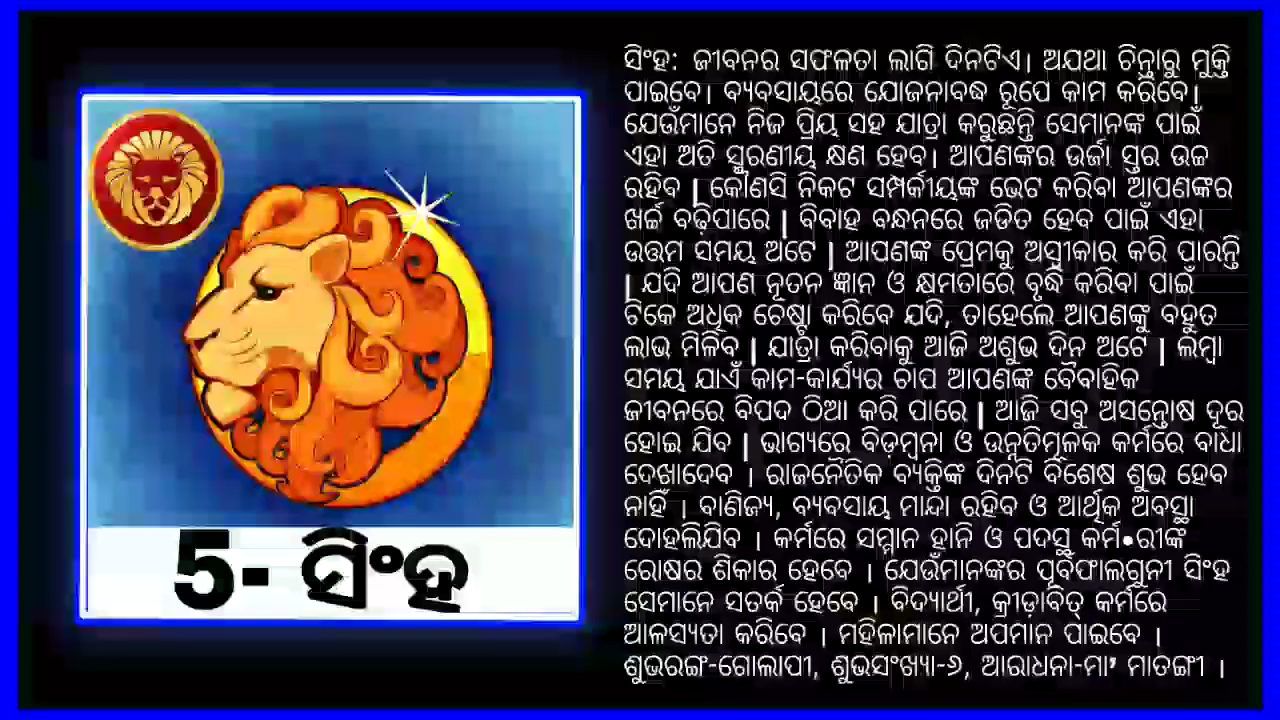 5- ସିଂହ
ସିଂହ: ଜୀବନର ସଫଳତା ଲାଗି ଦିନଟିଏ। ଅଯଥା ଚିନ୍ତାରୁ ମୁକ୍ତି
ପାଇବେ। ବ୍ୟବସାୟରେ ଯୋଜନାବଦ୍ଧ ରୂପେ କାମ କରିବେ।
ଯେଉଁମାନେ ନିଜ ପ୍ରିୟ ସହ ଯାତ୍ରା କରୁଛନ୍ତି ସେମାନଙ୍କ ପାଇଁ
ଏହା ଅତି ସ୍ମରଣୀୟ କ୍ଷଣ ହେବ। ଆପଣଙ୍କର ଉର୍ଜା ସ୍ତର ଉଚ୍ଚ
ରହିବ | କୌଣସି ନିକଟ ସମ୍ପର୍କୀୟଙ୍କ ଭେଟ କରିବା ଆପଣଙ୍କର
ଖର୍ଚ୍ଚ ବଢ଼ିପାରେ | ବିବାହ ବନ୍ଧନରେ ଜଡିତ ହେବ ପାଇଁ ଏହା
ଉତ୍ତମ ସମୟ ଅଟେ | ଆପଣଙ୍କ ପ୍ରେମକୁ ଅସ୍ବୀକାର କରି ପାରନ୍ତି
| ଯଦି ଆପଣ ନୂତନ ଜ୍ଞାନ ଓ କ୍ଷମତାରେ ବୃଦ୍ଧି କରିବା ପାଇଁ
ଟିକେ ଅଧିକ ଚେଷ୍ଟା କରିବେ ଯଦି, ତାହେଲେ ଆପଣଙ୍କୁ ବହୁତ
ଲାଭ ମିଳିବ | ଯାତ୍ରା କରିବାକୁ ଆଜି ଅଶୁଭ ଦିନ ଅଟେ | ଲମ୍ବା
ସମୟ ଯାଏଁ କାମ-କାର୍ଯ୍ୟର ଚାପ ଆପଣଙ୍କ ବୈବାହିକ
ଜୀବନରେ ବିପଦ ଠିଆ କରି ପାରେ | ଆଜି ସବୁ ଅସନ୍ତୋଷ ଦୂର
ହୋଇ ଯିବ | ଭାଗ୍ୟରେ ବିଡ଼ମ୍ବନା ଓ ଉନ୍ନତିମୂଳକ କର୍ମରେ ବାଧା
ଦେଖାଦେବ । ରାଜନୈତିକ ବ୍ୟକ୍ତିଙ୍କ ଦିନଟି ବିଶେଷ ଶୁଭ ହେବ
ନାହିଁ । ବାଣିଜ୍ୟ, ବ୍ୟବସାୟ ମାନ୍ଦା ରହିବ ଓ ଆର୍ଥିକ ଅବସ୍ଥା
ଦୋହଲିଯିବ । କର୍ମରେ ସମ୍ମାନ ହାନି ଓ ପଦସ୍ଥ କର୍ମ•ରୀଙ୍କ
ରୋଷର ଶିକାର ହେବେ । ଯେଉଁମାନଙ୍କର ପୂର୍ବଫାଲଗୁନୀ ସିଂହ
ସେମାନେ ସତର୍କ ହେବେ । ବିଦ୍ୟାର୍ଥୀ, କ୍ରୀଡ଼ାବିତ୍ କର୍ମରେ
ଆଳସ୍ୟତା କରିବେ । ମହିଳାମାନେ ଅପମାନ ପାଇବେ ।
ଶୁଭରଙ୍ଗ-ଗୋଲାପୀ, ଶୁଭସଂଖ୍ୟା-୬, ଆରାଧନା-ମା’ ମାତଙ୍ଗୀ ।